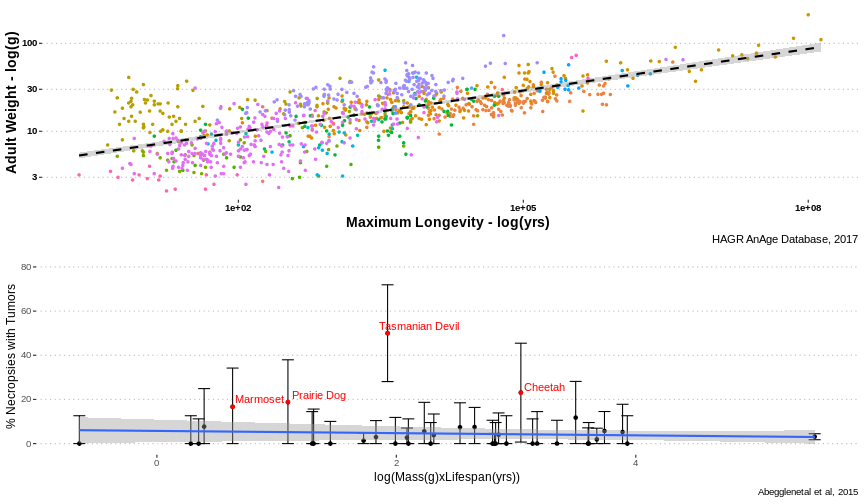 Adult Weight - log(g)
100
30
10
3
1e+02
1e+05
1e+08
Maximum Longevity - log(yrs)
HAGR AnAge Database, 2017
% Necropsies with Tumors
80
60
40
20
0
Tasmanian Devil
Cheetah
Prairie Dog
Marmoset
0
2
4
log(Mass(g)xLifespan(yrs))
Abegglenetal et al, 2015